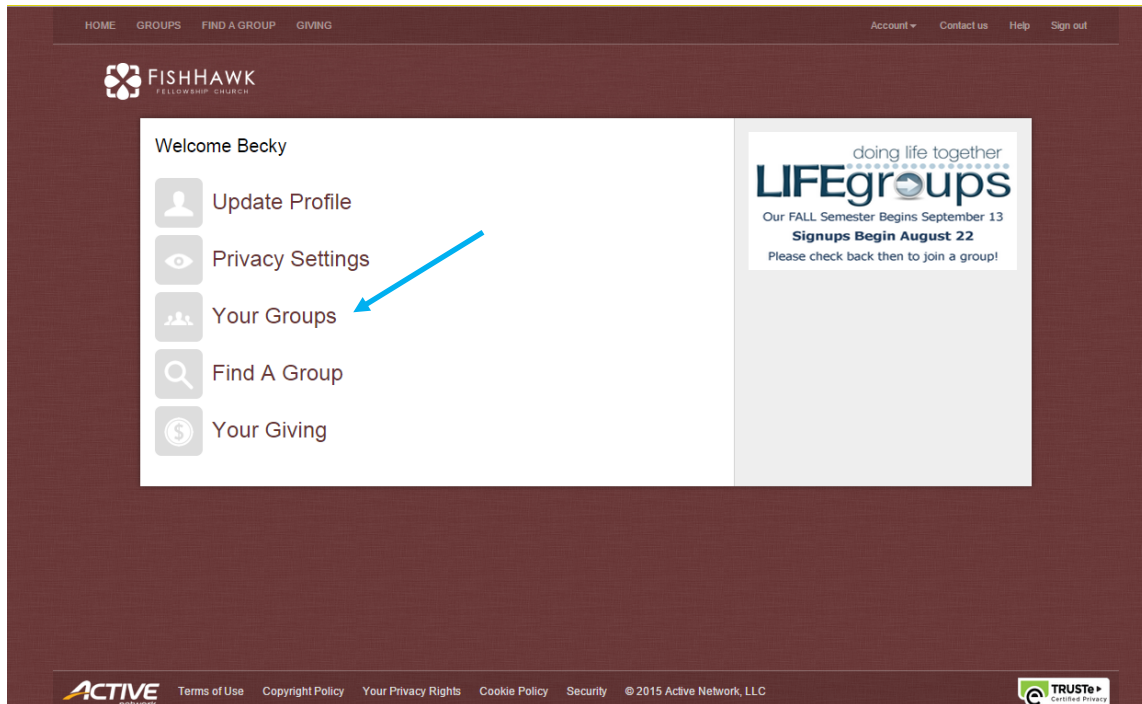 HOME GROUPS FIND A GROUP GIVING Account Contact us Help Sign out
FISHHAWK
FELLOWSHIP CHURCH
Welcome Becky
Update Profile
Privacy Settings
Your Groups
Find A Group
Your Giving
doing life together
LIFEgroups
Our FALL Semester Begins September 13
Signups Begin August 22
Please check back then to join a group!
ACTIVE
network
Terms of Use Copyright Policy Your Privacy Rights Cookie Policy Security © 2015 Active Network, LLC
TRUSTe
Certified Privacy